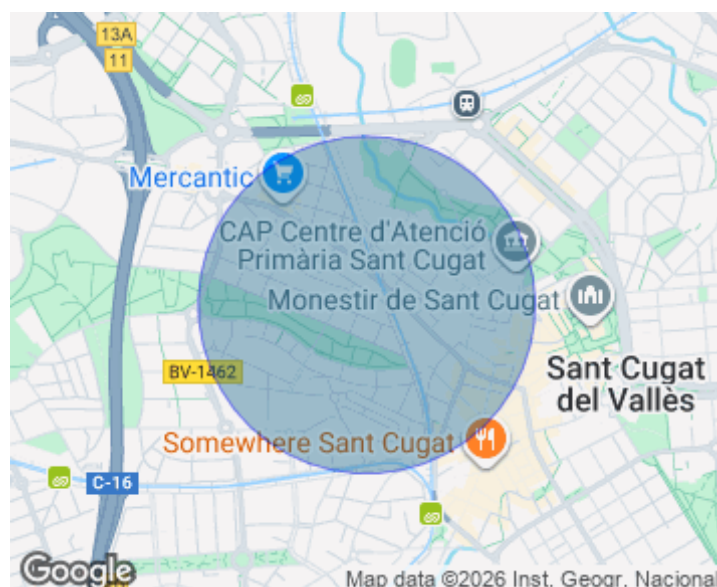 13A
11
Mercantic
CAP Centre d'Atenció
Primària Sant Cugat
Monestir de Sant Cugat
Sant Cugat
del Vallès
BV-1462
Somewhere Sant Cugat
C-16
Google
Map data ©2026 Inst. Geogr. Nacional